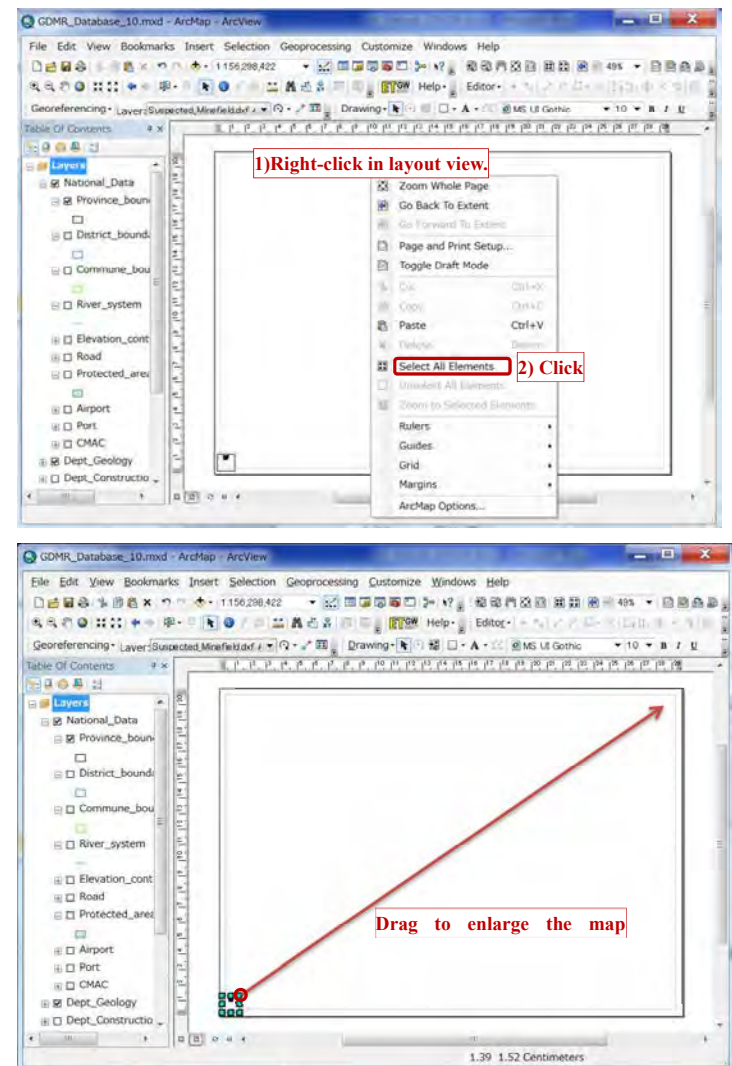 GDMR_Database_10.mxd - ArcMap - ArcView
File Edit View Bookmarks Insert Selection Geoprocessing Customize Windows Help
1:156,298,422 49%
Help Editor
Georeferencing Layer: Drawing A MS UI Gothic 10 B I U
Table Of Contents
Layers
1)Right-click in layout view.
National_Data
Province_boun
District_bound
Commune_bou
River_system
Elevation_cont
Road
Protected_area
Airport
Port
CMAC
Dept_Geology
Dept_Constructio
Zoom Whole Page
Go Back To Extent
Go Forward To Extent
Page and Print Setup...
Toggle Draft Mode
Cut Ctrl+X
Copy Ctrl+C
Paste Ctrl+V
Delete Delete
Select All Elements 2) Click
Unselect All Elements
Zoom to Selected Elements
Rulers
Guides
Grid
Margins
ArcMap Options...
GDMR_Database_10.mxd - ArcMap - ArcView
File Edit View Bookmarks Insert Selection Geoprocessing Customize Windows Help
1:156,298,422 49%
Help Editor
Georeferencing Layer: Drawing A MS UI Gothic 10 B I U
Table Of Contents
Layers
National_Data
Province_boun
District_bound
Commune_bou
River_system
Elevation_cont
Road
Protected_area
Airport
Port
CMAC
Dept_Geology
Dept_Constructio
Drag to enlarge the map
1.39 1.52 Centimeters